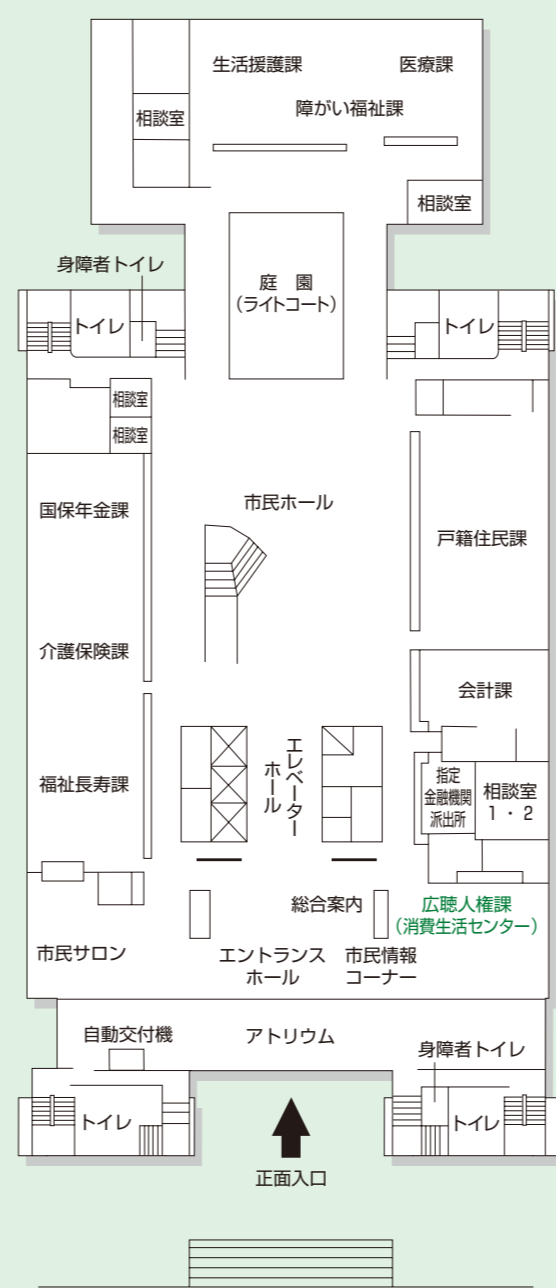 生活援護課
医療課
障がい福祉課
相談室
相談室
身障者トイレ
庭　園
（ライトコート）
トイレ
トイレ
相談室
相談室
市民ホール
国保年金課
戸籍住民課
介護保険課
会計課
エレベーター
ホール
福祉長寿課
指定
金融機関
派出所
相談室
1・2
総合案内
広聴人権課
（消費生活センター）
市民サロン
エントランス
ホール
市民情報
コーナー
自動交付機
アトリウム
身障者トイレ
トイレ
トイレ
正面入口